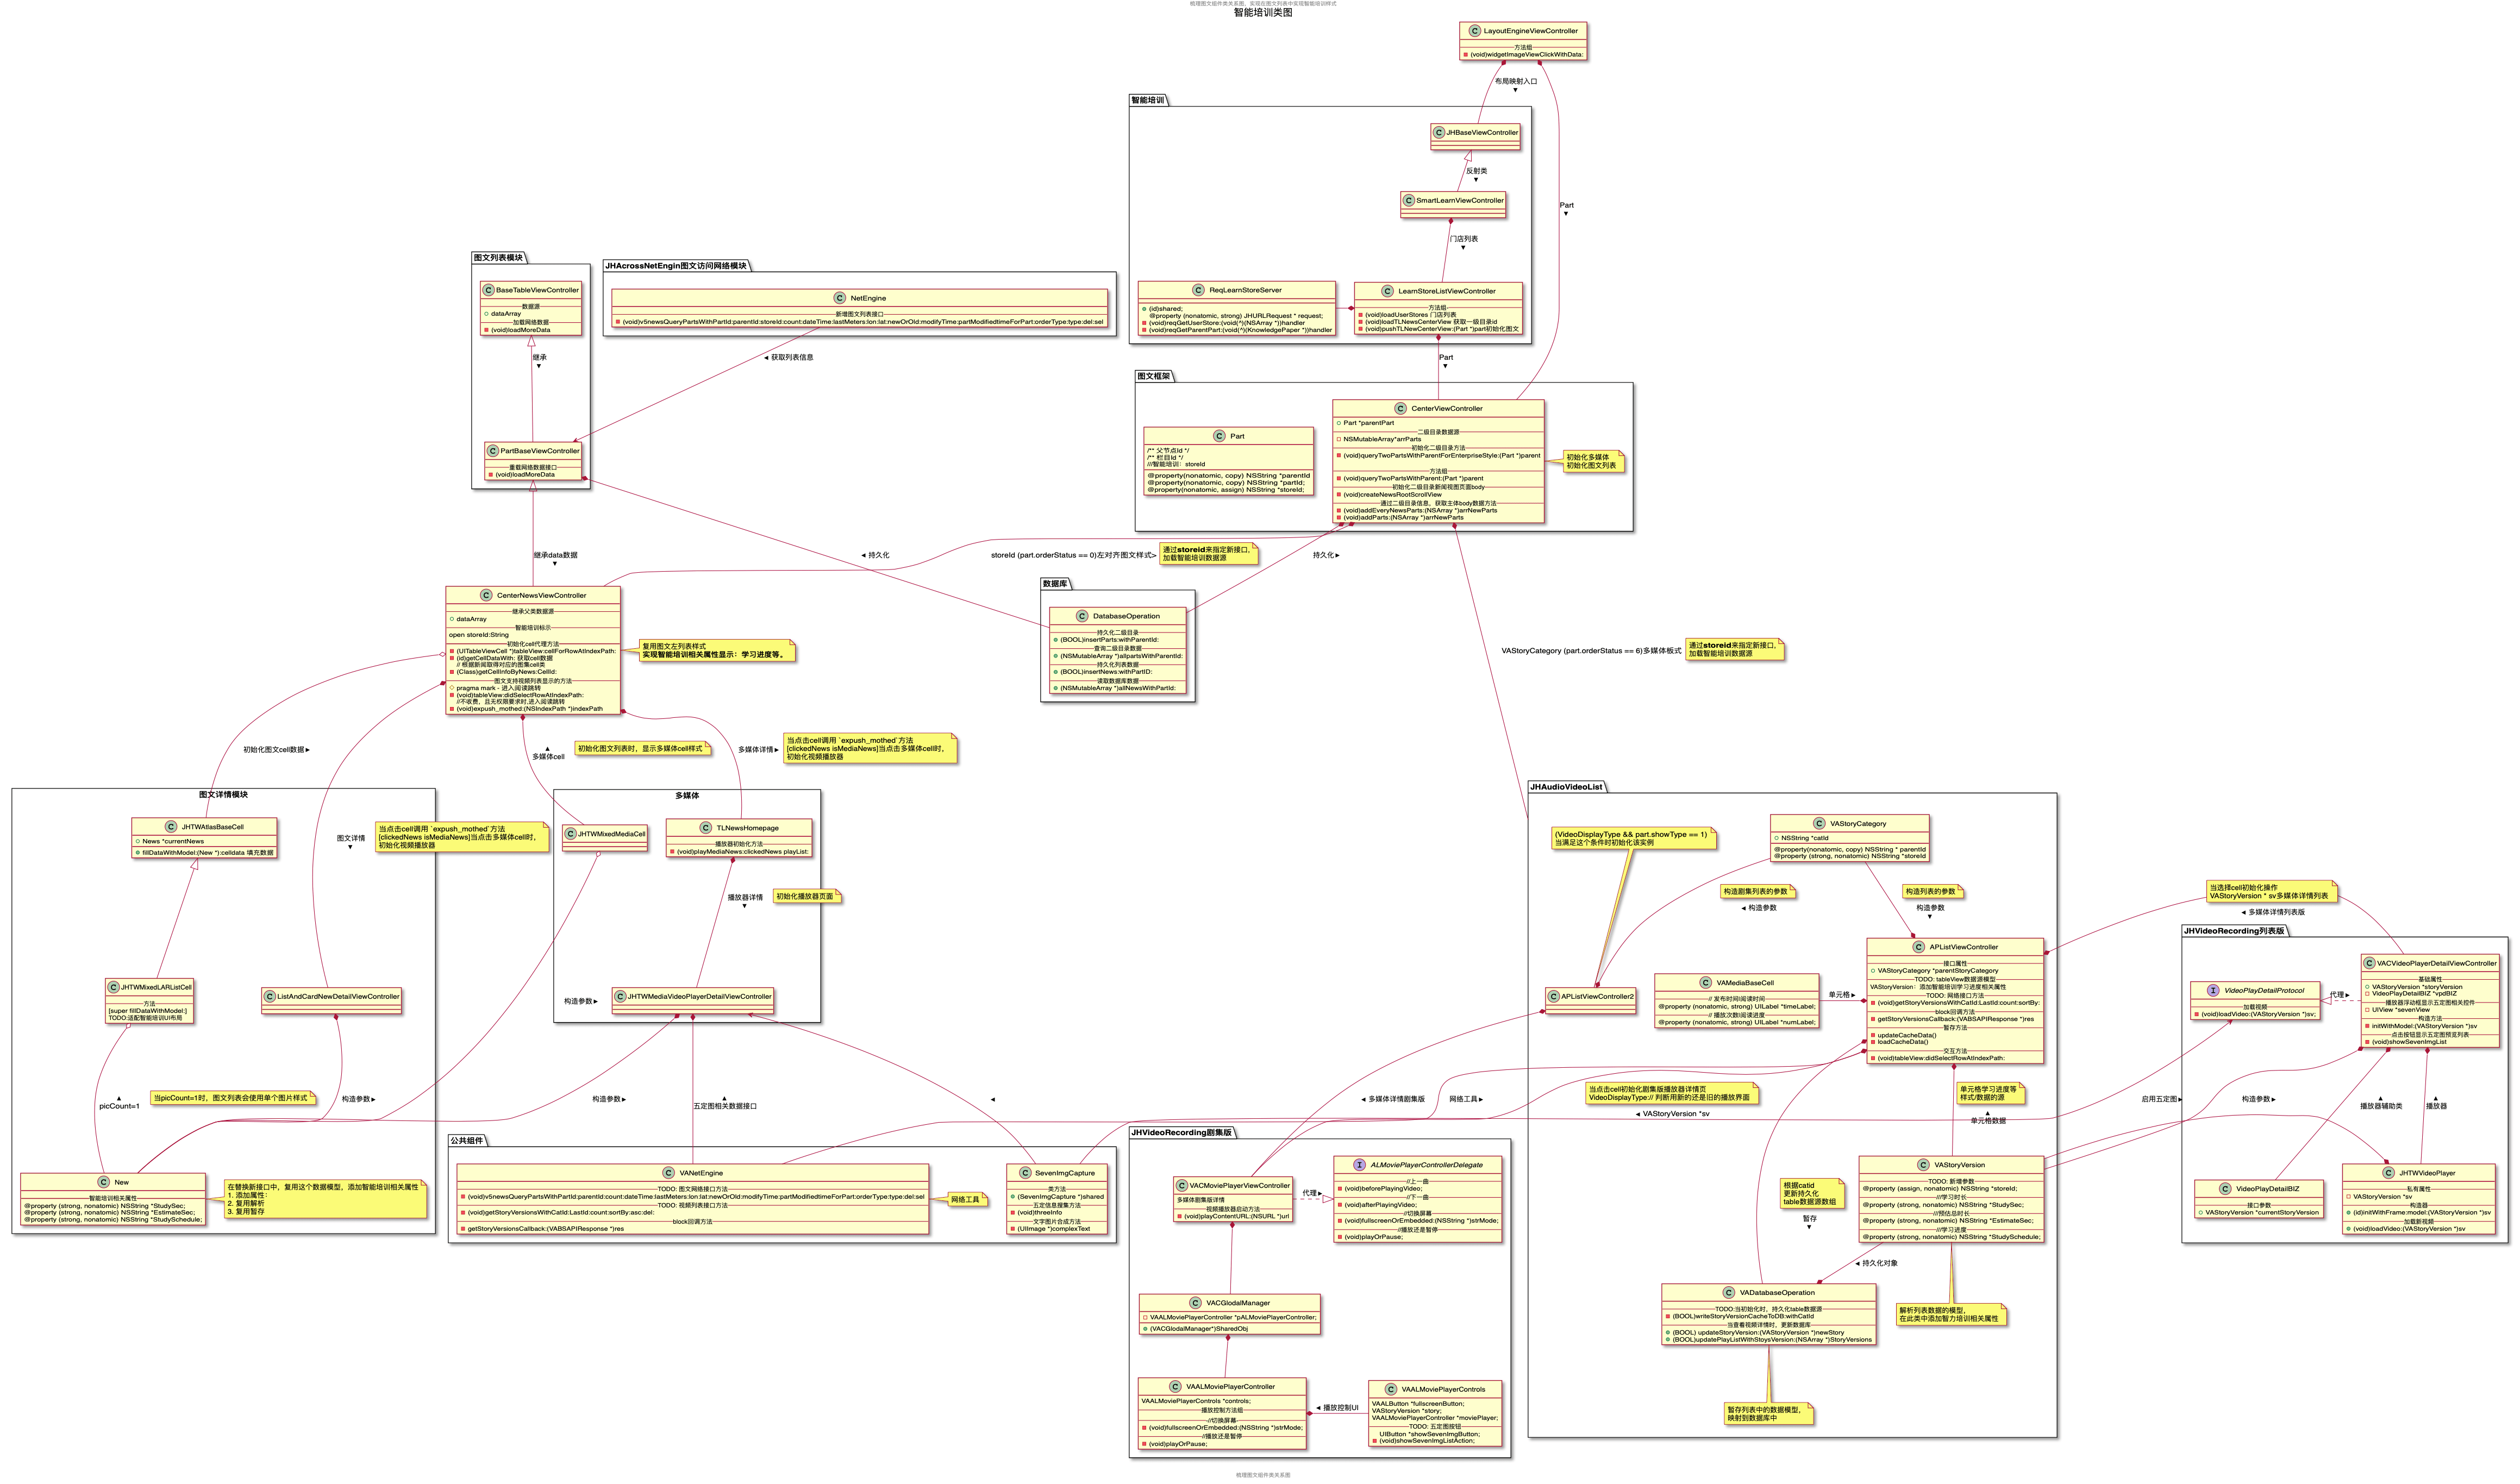 梳理图文组件类关系图，实现在图文列表中实现智能培训样式
智能培训类图
LayoutEngineViewController
方法组
(void)widgetImageViewClickWithData:
布局映射入口
智能培训
JHBaseViewController
反射类
SmartLearnViewController
Part
门店列表
ReqLearnStoreServer
(id)shared;
@property (nonatomic, strong) JHURLRequest * request;
(void)reqGetUserStore:(void(^)(NSArray *))handler
(void)reqGetParentPart:(void(^)(KnowledgePaper *))handler
LearnStoreListViewController
方法组
(void)loadUserStores 门店列表
(void)loadTLNewsCenterView 获取一级目录id
(void)pushTLNewCenterView:(Part *)part初始化图文
Part
图文列表模块
BaseTableViewController
数据源
dataArray
加载网络数据
(void)loadMoreData
继承
PartBaseViewController
重载网络数据接口
(void)loadMoreData
JHAcrossNetEngin图文访问网络模块
NetEngine
新增图文列表接口
(void)v5newsQueryPartsWithPartId:parentId:storeId:count:dateTime:lastMeters:lon:lat:newOrOld:modifyTime:partModifiedtimeForPart:orderType:type:del:sel
获取列表信息
图文框架
Part
/** 父节点Id */
/** 栏目Id */
///智能培训：storeId
@property(nonatomic, copy) NSString *parentId
@property(nonatomic, copy) NSString *partId;
@property(nonatomic, assign) NSString *storeId;
CenterViewController
Part *parentPart
二级目录数据源
NSMutableArray*arrParts
初始化二级目录方法
(void)queryTwoPartsWithParentForEnterpriseStyle:(Part *)parent
方法组
(void)queryTwoPartsWithParent:(Part *)parent
初始化二级目录新闻视图页面body
(void)createNewsRootScrollView
通过二级目录信息，获取主体body数据方法
(void)addEveryNewsParts:(NSArray *)arrNewParts
(void)addParts:(NSArray *)arrNewParts
初始化多媒体
初始化图文列表
继承data数据
持久化
storeId (part.orderStatus == 0)左对齐图文样式>
通过storeid来指定新接口,
加载智能培训数据源
持久化
数据库
DatabaseOperation
持久化二级目录
(BOOL)insertParts:withParentId:
查询二级目录数据
(NSMutableArray *)allpartsWithParentId:
持久化列表数据
(BOOL)insertNews:withPartID:
读取数据库数据
(NSMutableArray *)allNewsWithPartId:
CenterNewsViewController
继承父类数据源
dataArray
智能培训标示
open storeId:String
初始化cell代理方法
(UITableViewCell *)tableView:cellForRowAtIndexPath:
(id)getCellDataWith: 获取cell数据
// 根据新闻取得对应的图集cell类
(Class)getCellInfoByNews:CellId:
图文支持视频列表显示的方法
pragma mark - 进入阅读跳转
(void)tableView:didSelectRowAtIndexPath:
//不收费，且无权限要求时,进入阅读跳转
(void)expush_mothed:(NSIndexPath *)indexPath
复用图文左列表样式
实现智能培训相关属性显示：学习进度等。
VAStoryCategory (part.orderStatus == 6)多媒体板式
通过storeid来指定新接口,
加载智能培训数据源
初始化图文cell数据
多媒体cell
初始化图文列表时，显示多媒体cell样式
多媒体详情
当点击cell调用 `expush_mothed`方法
[clickedNews isMediaNews]当点击多媒体cell时，
初始化视频播放器
图文详情模块
JHTWAtlasBaseCell
News *currentNews
fillDataWithModel:(New *):celldata 填充数据
图文详情
当点击cell调用 `expush_mothed`方法
[clickedNews isMediaNews]当点击多媒体cell时，
初始化视频播放器
JHTWMixedLARListCell
方法
[super fillDataWithModel:]
TODO:适配智能培训UI布局
ListAndCardNewDetailViewController
picCount=1
当picCount=1时，图文列表会使用单个图片样式
构造参数
New
智能培训相关属性
@property (strong, nonatomic) NSString *StudySec;
@property (strong, nonatomic) NSString *EstimateSec;
@property (strong, nonatomic) NSString *StudySchedule;
在替换新接口中，复用这个数据模型，添加智能培训相关属性
1. 添加属性：
2. 复用解析
3. 复用暂存
多媒体
JHTWMixedMediaCell
TLNewsHomepage
播放器初始化方法
(void)playMediaNews:clickedNews playList:
播放器详情
初始化播放器页面
构造参数
JHTWMediaVideoPlayerDetailViewController
构造参数
五定图相关数据接口
公共组件
VANetEngine
TODO: 图文网络接口方法
(void)v5newsQueryPartsWithPartId:parentId:count:dateTime:lastMeters:lon:lat:newOrOld:modifyTime:partModifiedtimeForPart:orderType:type:del:sel
TODO: 视频列表接口方法
(void)getStoryVersionsWithCatId:LastId:count:sortBy:asc:del:
block回调方法
getStoryVersionsCallback:(VABSAPIResponse *)res
网络工具
SevenImgCapture
类方法
(SevenImgCapture *)shared
五定信息搜集方法
(void)threeInfo
文字图片合成方法
(UIImage *)complexText
JHAudioVideoList
(VideoDisplayType && part.showType == 1)
当满足这个条件时初始化该实例
VAStoryCategory
NSString *catId
@property(nonatomic, copy) NSString * parentId
@property (strong, nonatomic) NSString *storeId
构造剧集列表的参数
构造参数
构造列表的参数
构造参数
APListViewController2
VAMediaBaseCell
// 发布时间\阅读时间
@property (nonatomic, strong) UILabel *timeLabel;
// 播放次数\阅读进度
@property (nonatomic, strong) UILabel *numLabel;
单元格
APListViewController
接口属性
VAStoryCategory *parentStoryCategory
TODO: tableView数据源模型
VAStoryVersion：添加智能培训学习进度相关属性
TODO: 网络接口方法
(void)getStoryVersionsWithCatId:LastId:count:sortBy:
block回调方法
getStoryVersionsCallback:(VABSAPIResponse *)res
暂存方法
updateCacheData()
loadCacheData()
交互方法
(void)tableView:didSelectRowAtIndexPath:
多媒体详情剧集版
网络工具
当点击cell初始化剧集版播放器详情页
VideoDisplayType:// 判断用新的还是旧的播放界面
VAStoryVersion *sv
单元格学习进度等
样式/数据的源
单元格数据
根据catid
更新持久化
table数据源数组
暂存
VAStoryVersion
TODO: 新增参数
@property (assign, nonatomic) NSString *storeId;
///学习时长
@property (strong, nonatomic) NSString *StudySec;
///预估总时长
@property (strong, nonatomic) NSString *EstimateSec;
///学习进度
@property (strong, nonatomic) NSString *StudySchedule;
持久化对象
VADatabaseOperation
TODO:当初始化时，持久化table数据源
(BOOL)writeStoryVersionCacheToDB:withCatId
当查看视频详情时，更新数据库
(BOOL) updateStoryVersion:(VAStoryVersion *)newStory
(BOOL)updatePlayListWithStoysVersion:(NSArray *)StoryVersions
解析列表数据的模型，
在此类中添加智力培训相关属性
暂存列表中的数据模型，
映射到数据库中
当选择cell初始化操作
VAStoryVersion * sv多媒体详情列表
多媒体详情列表版
JHVideoRecording列表版
VideoPlayDetailProtocol
加载视频
(void)loadVideo:(VAStoryVersion *)sv;
代理
VACVideoPlayerDetailViewController
基础属性
VAStoryVersion *storyVersion
VideoPlayDetailBIZ *vpdBIZ
播放器浮动框显示五定图相关控件
UIView *sevenView
构造方法
initWithModel:(VAStoryVersion *)sv
点击按钮显示五定图预览列表
(void)showSevenImgList
启用五定图
构造参数
播放器辅助类
播放器
VideoPlayDetailBIZ
接口参数
VAStoryVersion *currentStoryVersion
JHTWVideoPlayer
私有属性
VAStoryVersion *sv
构造器
(id)initWithFrame:model:(VAStoryVersion *)sv
加载新视频
(void)loadVideo:(VAStoryVersion *)sv
JHVideoRecording剧集版
VACMoviePlayerViewController
多媒体剧集版详情
视频播放器启动方法
(void)playContentURL:(NSURL *)url
代理
ALMoviePlayerControllerDelegate
//上一曲
(void)beforePlayingVideo;
//下一曲
(void)afterPlayingVideo;
//切换屏幕
(void)fullscreenOrEmbedded:(NSString *)strMode;
//播放还是暂停
(void)playOrPause;
VACGlodalManager
VAALMoviePlayerController *pALMoviePlayerController;
(VACGlodalManager*)SharedObj
VAALMoviePlayerController
VAALMoviePlayerControls *controls;
播放控制方法组
//切换屏幕
(void)fullscreenOrEmbedded:(NSString *)strMode;
//播放还是暂停
(void)playOrPause;
播放控制UI
VAALMoviePlayerControls
VAALButton *fullscreenButton;
VAStoryVersion *story;
VAALMoviePlayerController *moviePlayer;
TODO: 五定图按钮
UIButton *showSevenImgButton;
(void)showSevenImgListAction;
梳理图文组件类关系图